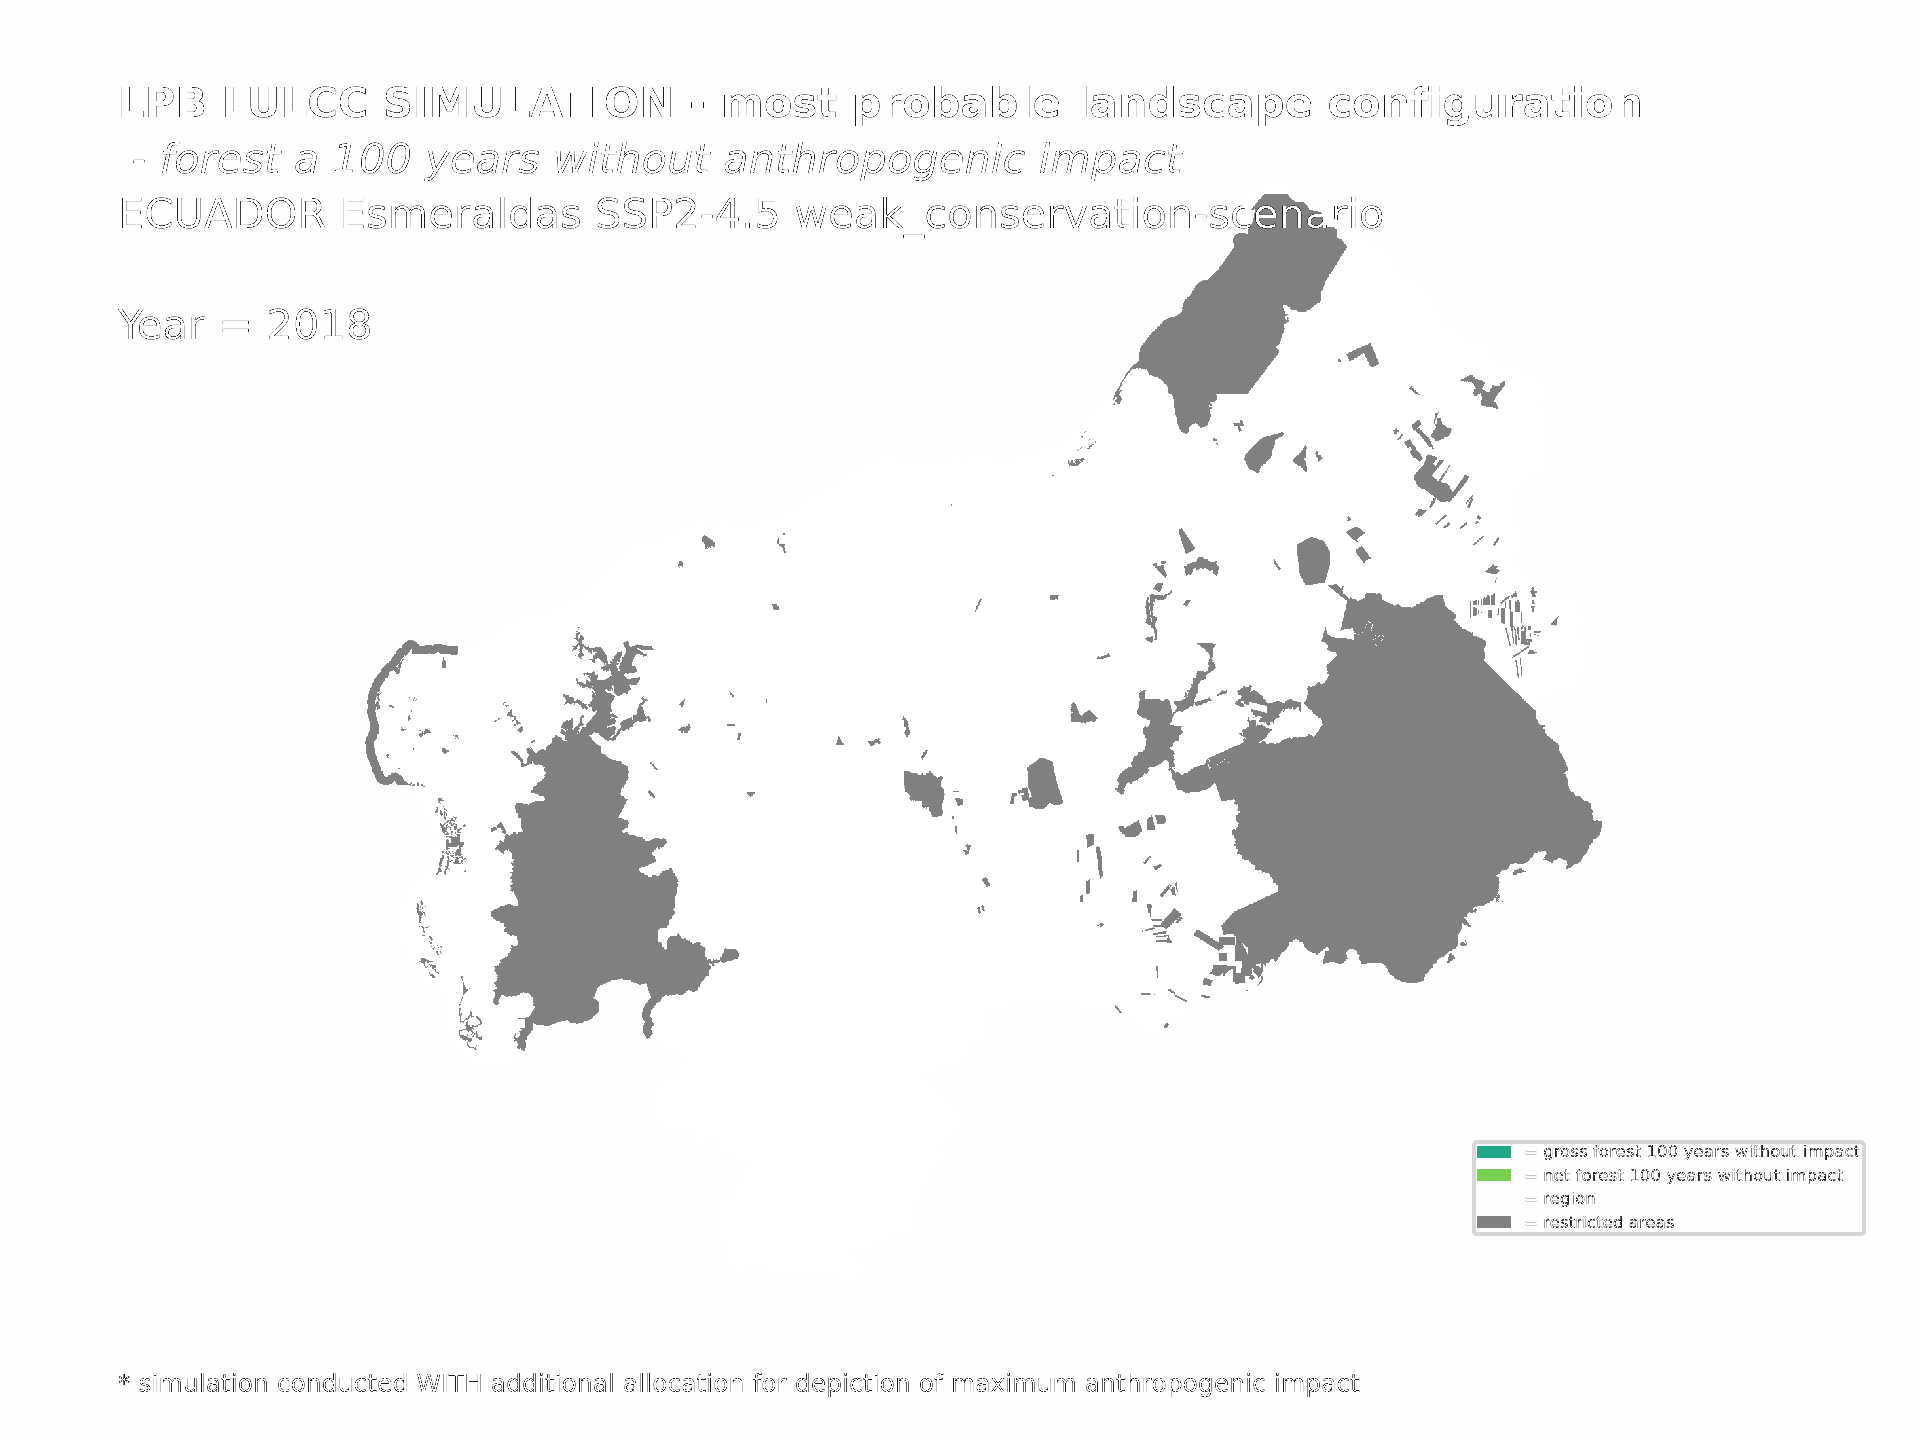 LPB LULCC SIMULATION - most probable landscape configuration
- forest a 100 years without anthropogenic impact
ECUADOR Esmeraldas SSP2-4.5 weak_conservation-scenario
Year = 2018
= gross forest 100 years without impact
= net forest 100 years without impact
= region
= restricted areas
* simulation conducted WITH additional allocation for depiction of maximum anthropogenic impact